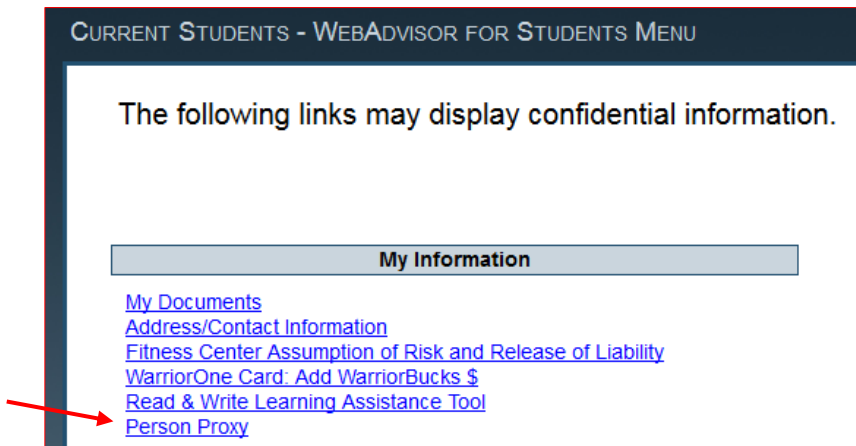 CURRENT STUDENTS - WEBADVISOR FOR STUDENTS MENU
The following links may display confidential information.
My Information
My Documents
Address/Contact Information
Fitness Center Assumption of Risk and Release of Liability
WarriorOne Card: Add WarriorBucks $
Read & Write Learning Assistance Tool
Person Proxy